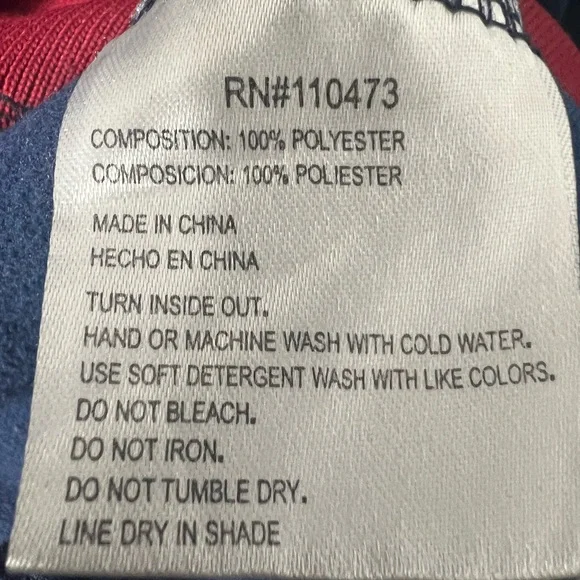 RN#110473
COMPOSITION: 100% POLYESTER
COMPOSICION: 100% POLIESTER
MADE IN CHINA
HECHO EN CHINA
TURN INSIDE OUT.
HAND OR MACHINE WASH WITH COLD WATER.
USE SOFT DETERGENT WASH WITH LIKE COLORS.
DO NOT BLEACH.
DO NOT IRON.
DO NOT TUMBLE DRY.
LINE DRY IN SHADE